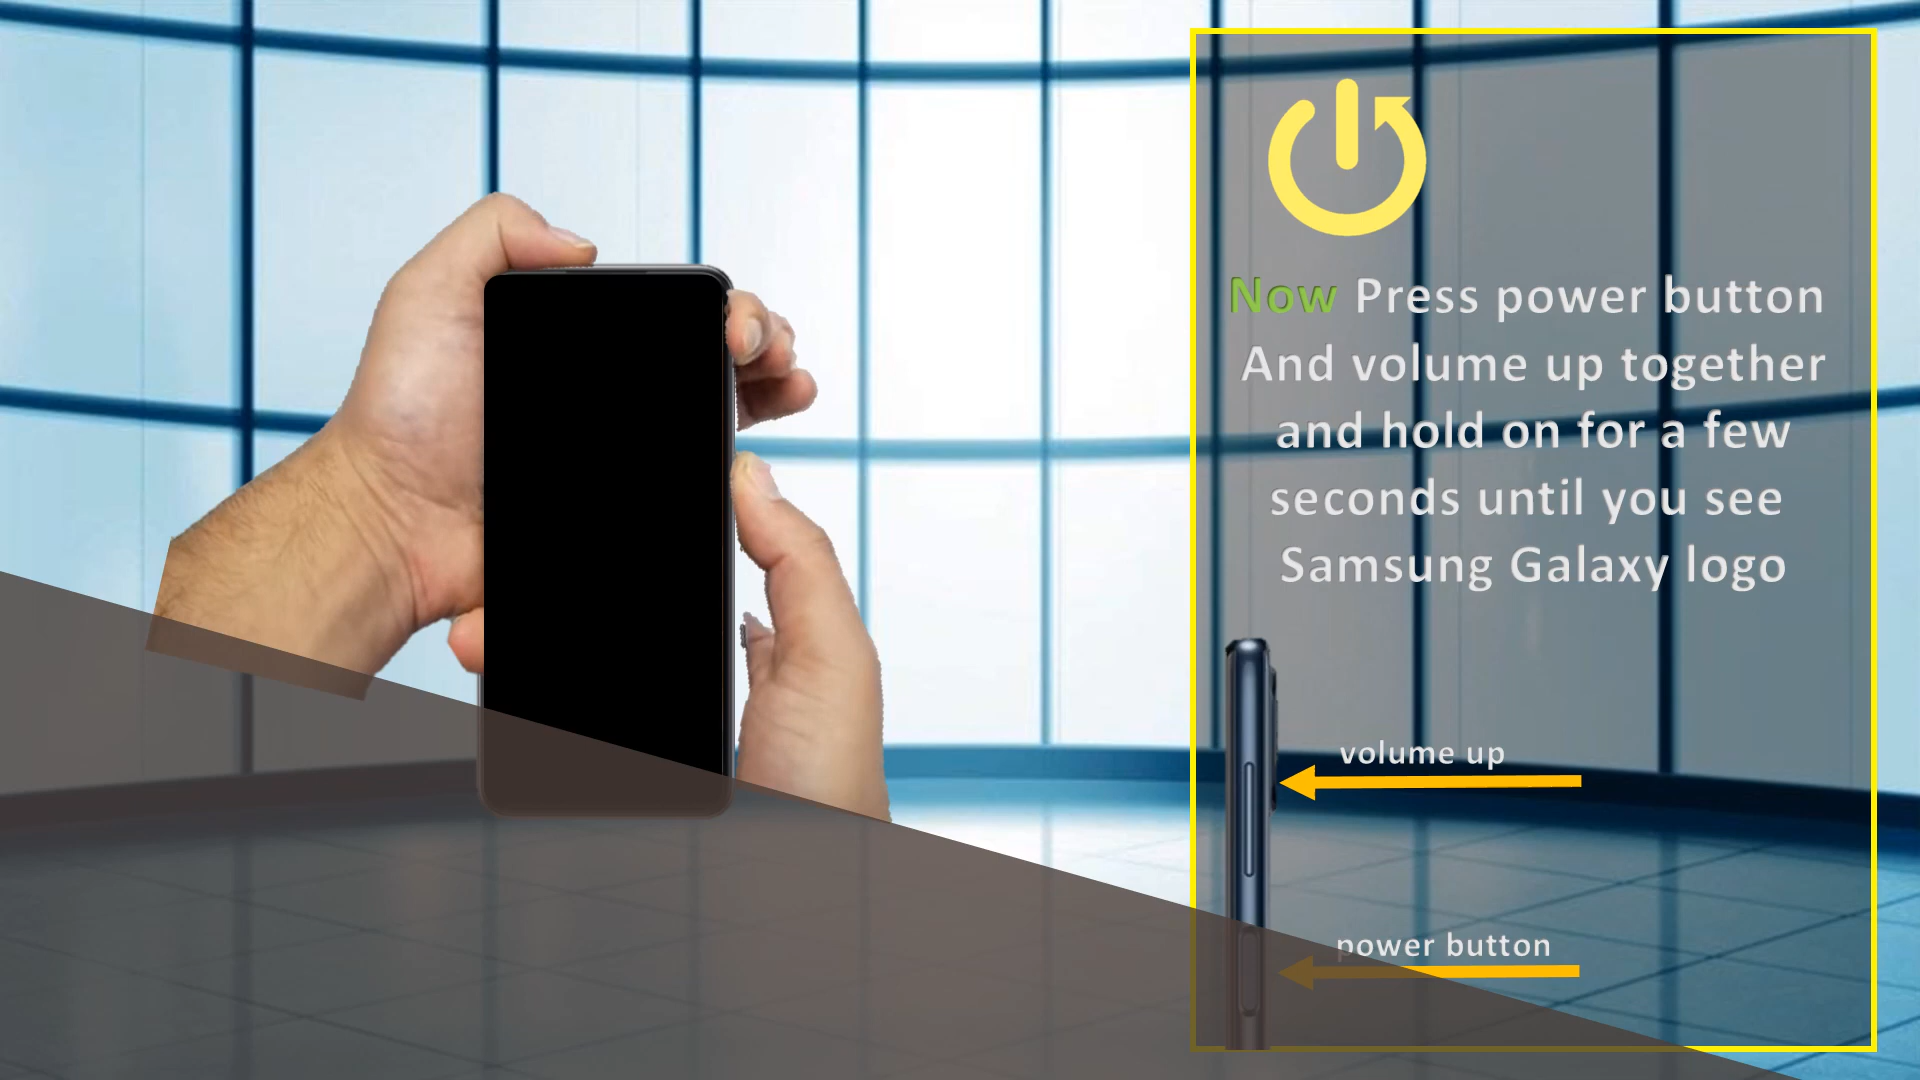 Now Press power button
And volume up together
and hold on for a few
seconds until you see
Samsung Galaxy logo
volume up
power button